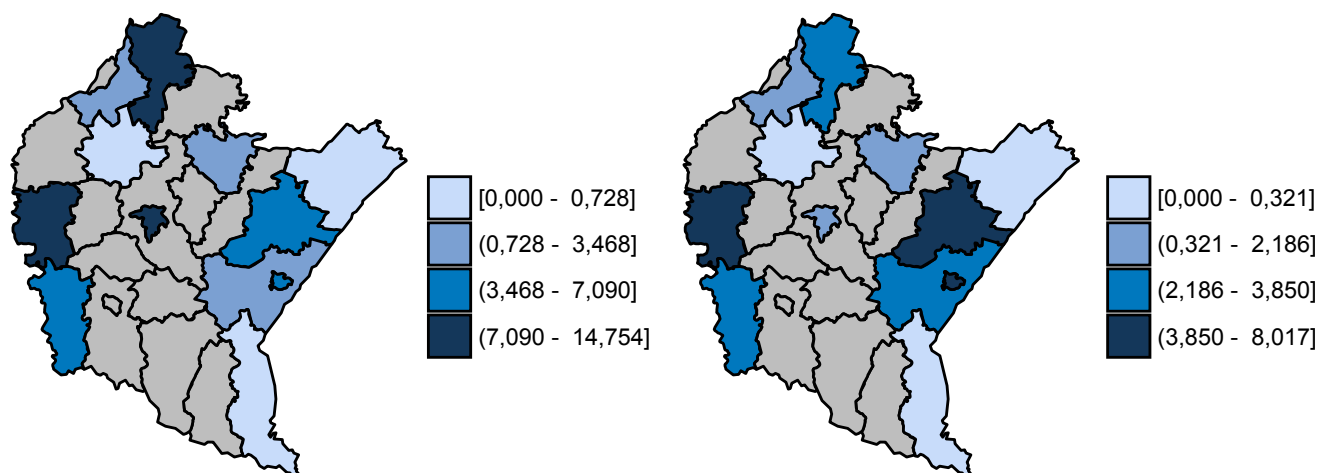 [0,000 - 0,728]
(0,728 - 3,468]
(3,468 - 7,090]
(7,090 - 14,754]
[0,000 - 0,321]
(0,321 - 2,186]
(2,186 - 3,850]
(3,850 - 8,017]